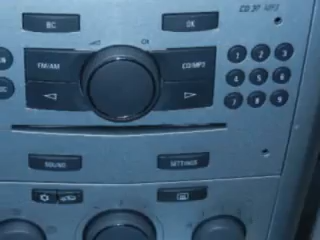 CD 30 MP3
BC
OK
FM/AM
CD/MP3
1 2 3
4 5 6
7 8 9
SOUND
SETTINGS